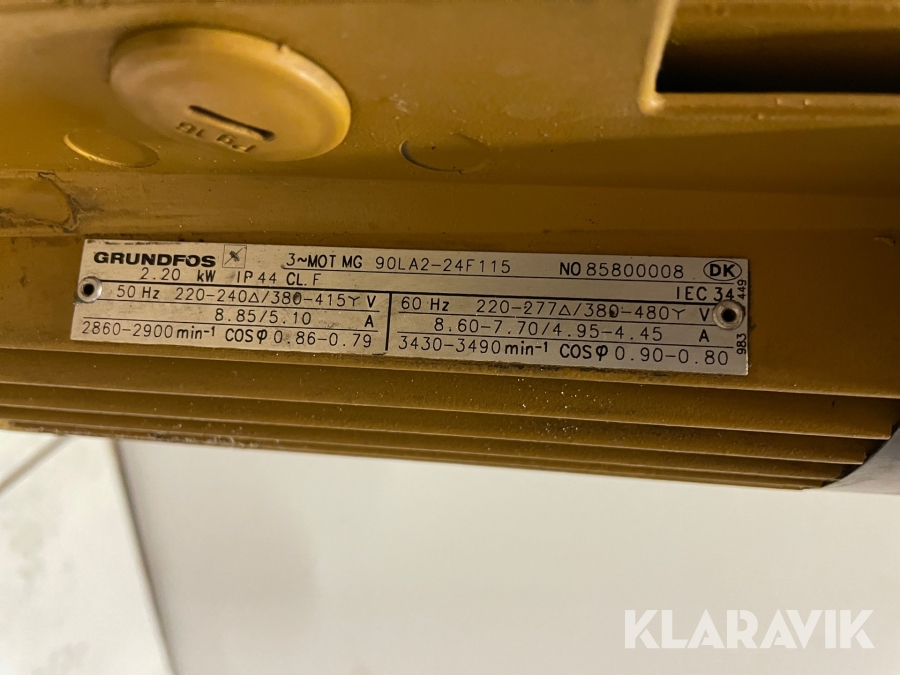 Pg 16
GRUNDFOS 3~MOT MG 90LA2-24F115 NO 85800008 DK
2.20 kW IP 44 CL.F IEC 34
50 Hz 220-240△/380-415Y V
8.85/5.10 A
2860-2900 min⁻¹ COSφ 0.86-0.79
60 Hz 220-277△/380-480Y V
8.60-7.70/4.95-4.45 A
3430-3490 min⁻¹ COSφ 0.90-0.80
983 449
KLARAVIK